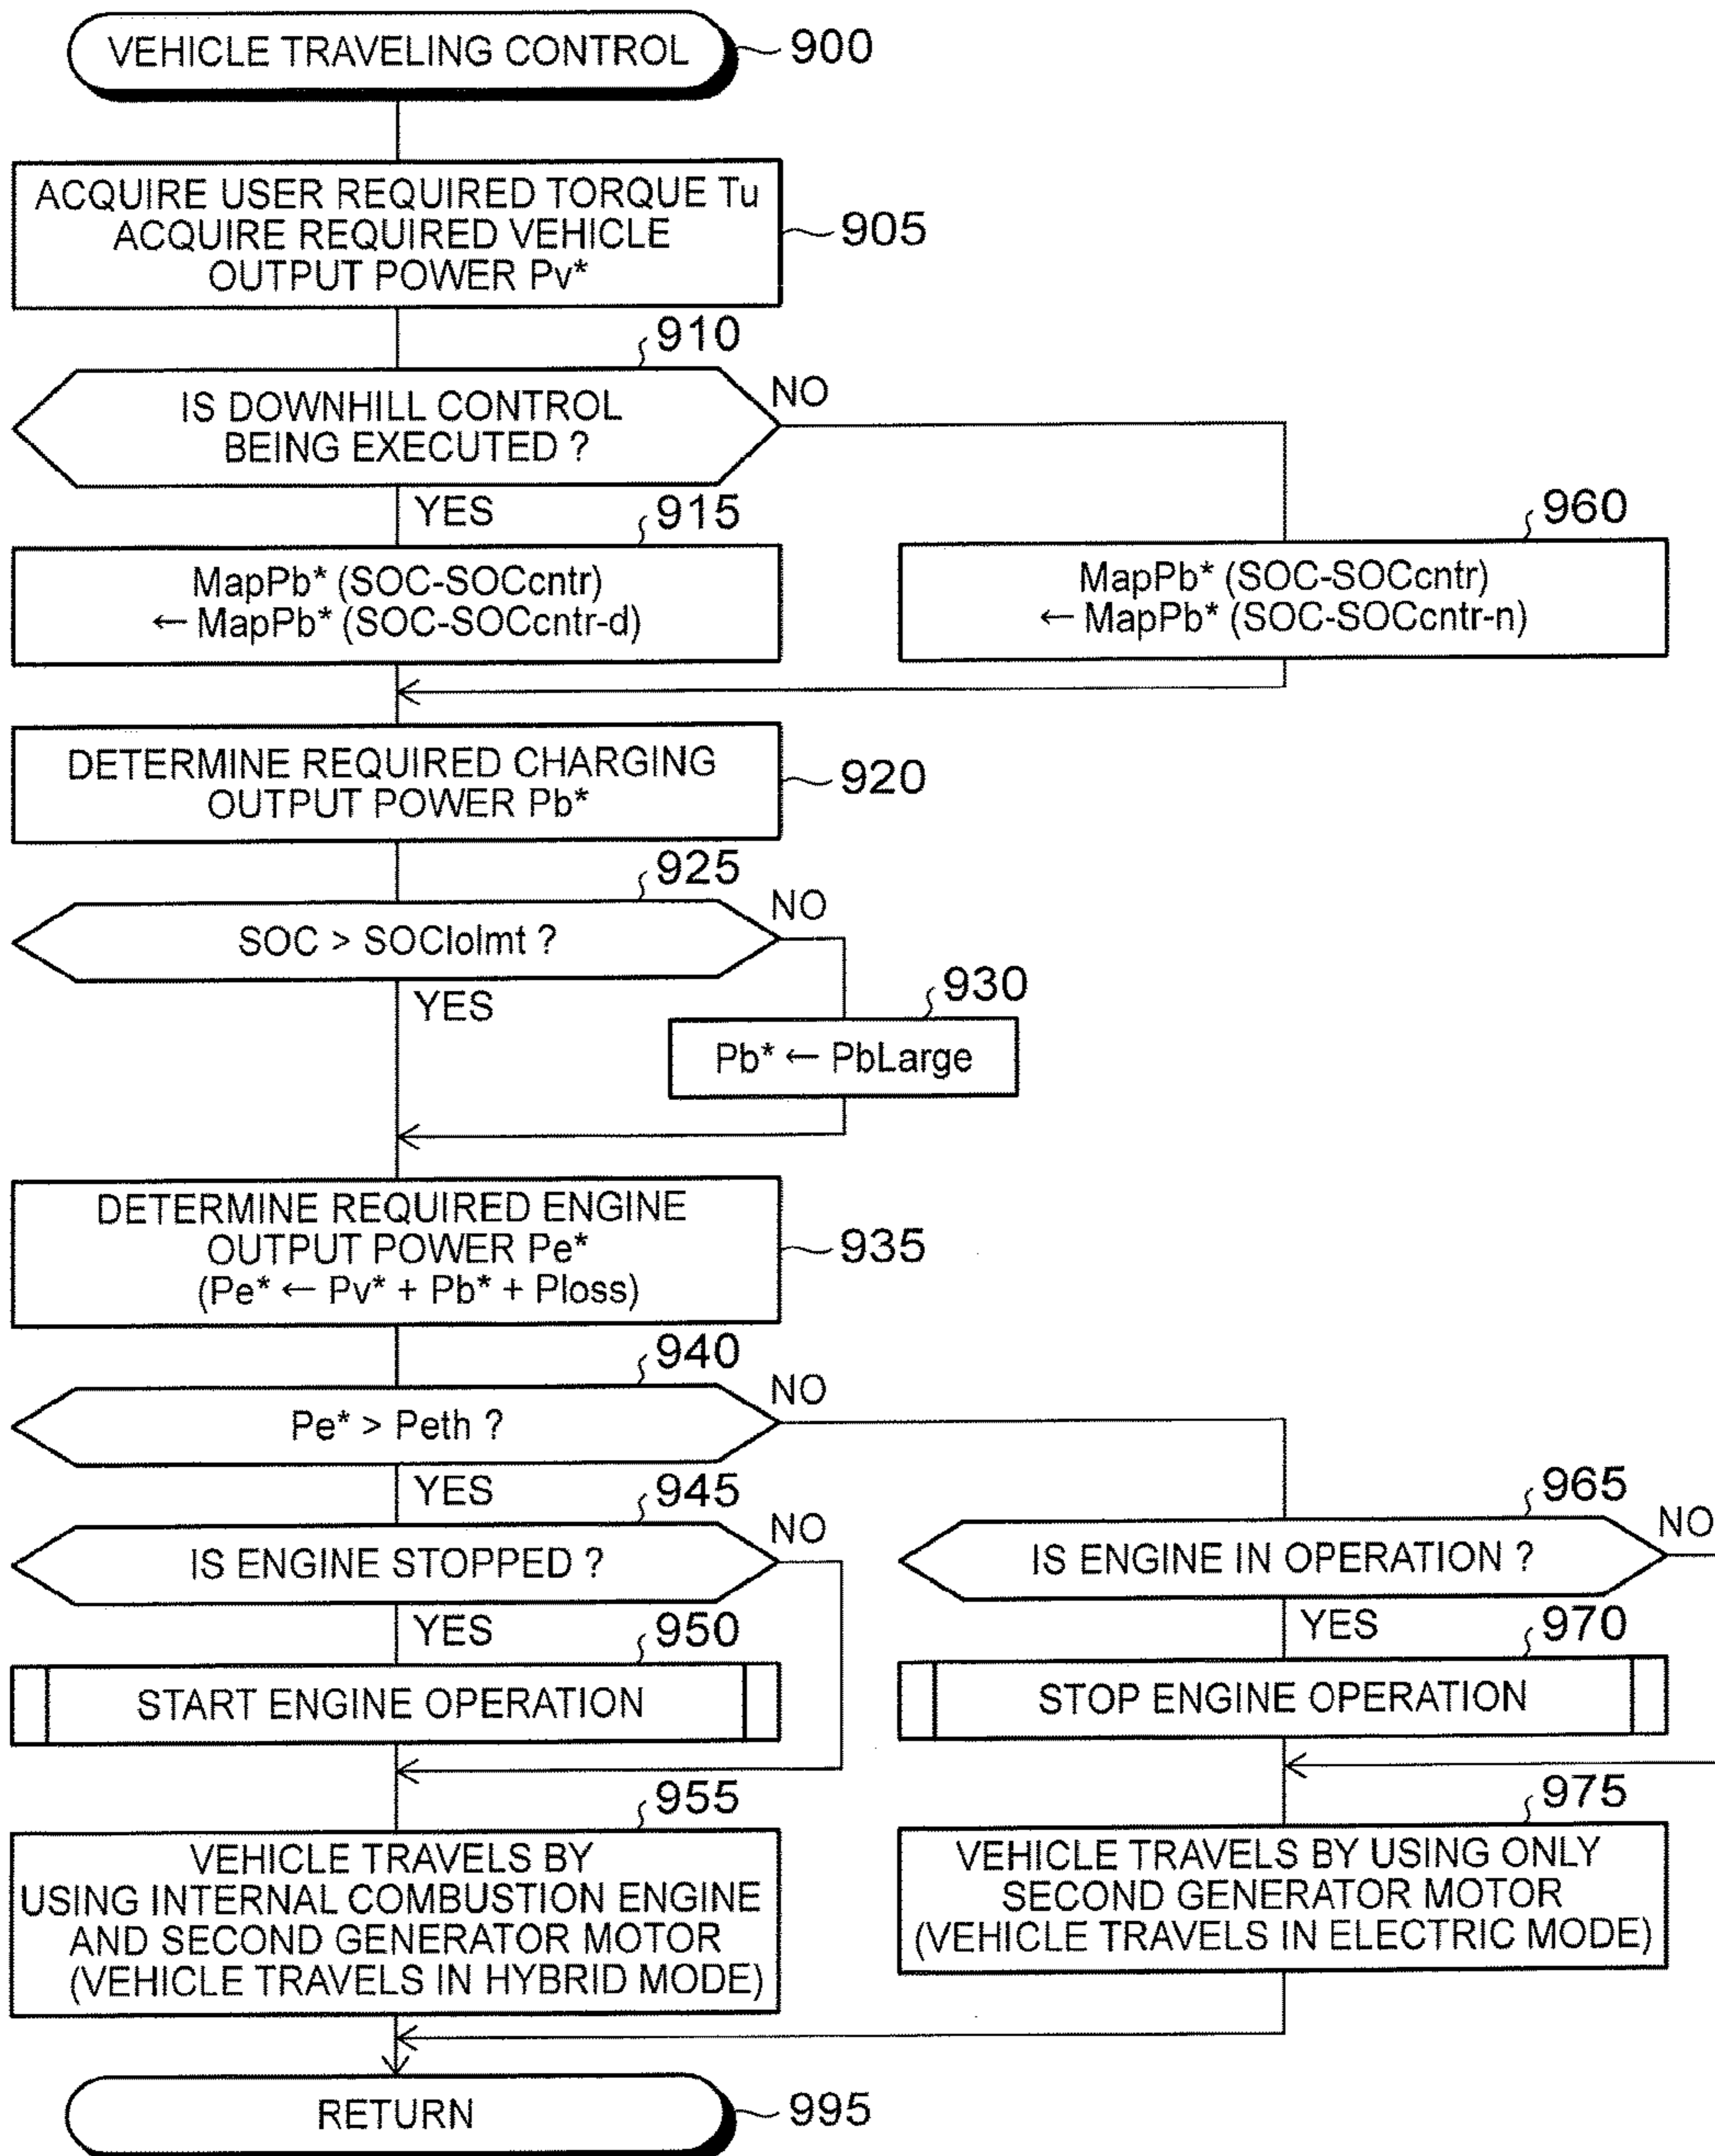 VEHICLE TRAVELING CONTROL
900
ACQUIRE USER REQUIRED TORQUE Tu
ACQUIRE REQUIRED VEHICLE
OUTPUT POWER Pv*
905
910
IS DOWNHILL CONTROL
BEING EXECUTED ?
NO
YES
915
960
MapPb* (SOC-SOCcntr)
← MapPb* (SOC-SOCcntr-d)
MapPb* (SOC-SOCcntr)
← MapPb* (SOC-SOCcntr-n)
DETERMINE REQUIRED CHARGING
OUTPUT POWER Pb*
920
925
SOC > SOClolmt ?
NO
YES
930
Pb* ← PbLarge
DETERMINE REQUIRED ENGINE
OUTPUT POWER Pe*
(Pe* ← Pv* + Pb* + Ploss)
935
940
Pe* > Peth ?
NO
YES
945
IS ENGINE STOPPED ?
NO
965
IS ENGINE IN OPERATION ?
NO
YES
950
START ENGINE OPERATION
YES
970
STOP ENGINE OPERATION
955
VEHICLE TRAVELS BY
USING INTERNAL COMBUSTION ENGINE
AND SECOND GENERATOR MOTOR
(VEHICLE TRAVELS IN HYBRID MODE)
975
VEHICLE TRAVELS BY USING ONLY
SECOND GENERATOR MOTOR
(VEHICLE TRAVELS IN ELECTRIC MODE)
RETURN
995